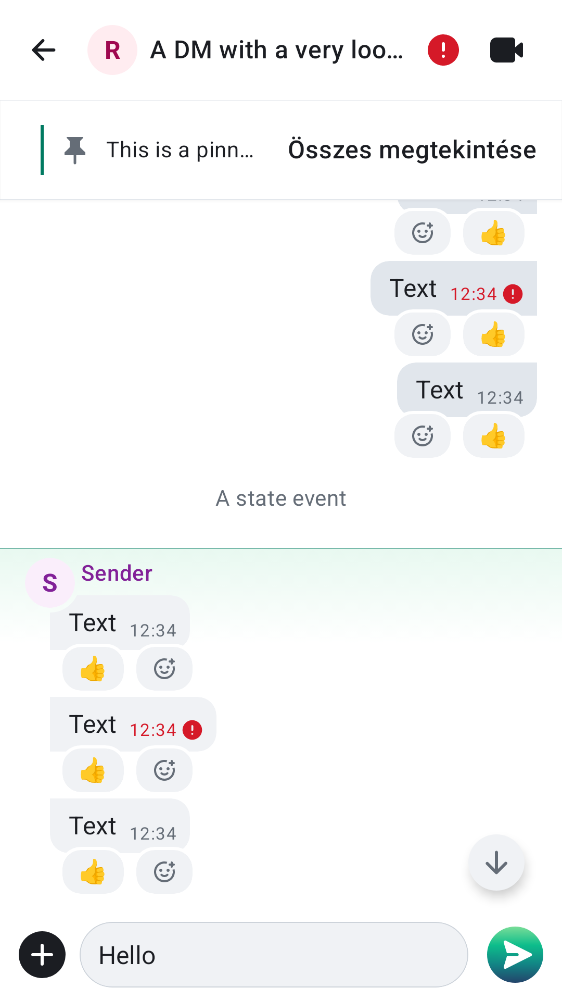 R A DM with a very loo...
This is a pinn... Összes megtekintése
Text 12:34
Text 12:34
A state event
S Sender
Text 12:34
Text 12:34
Text 12:34
Hello